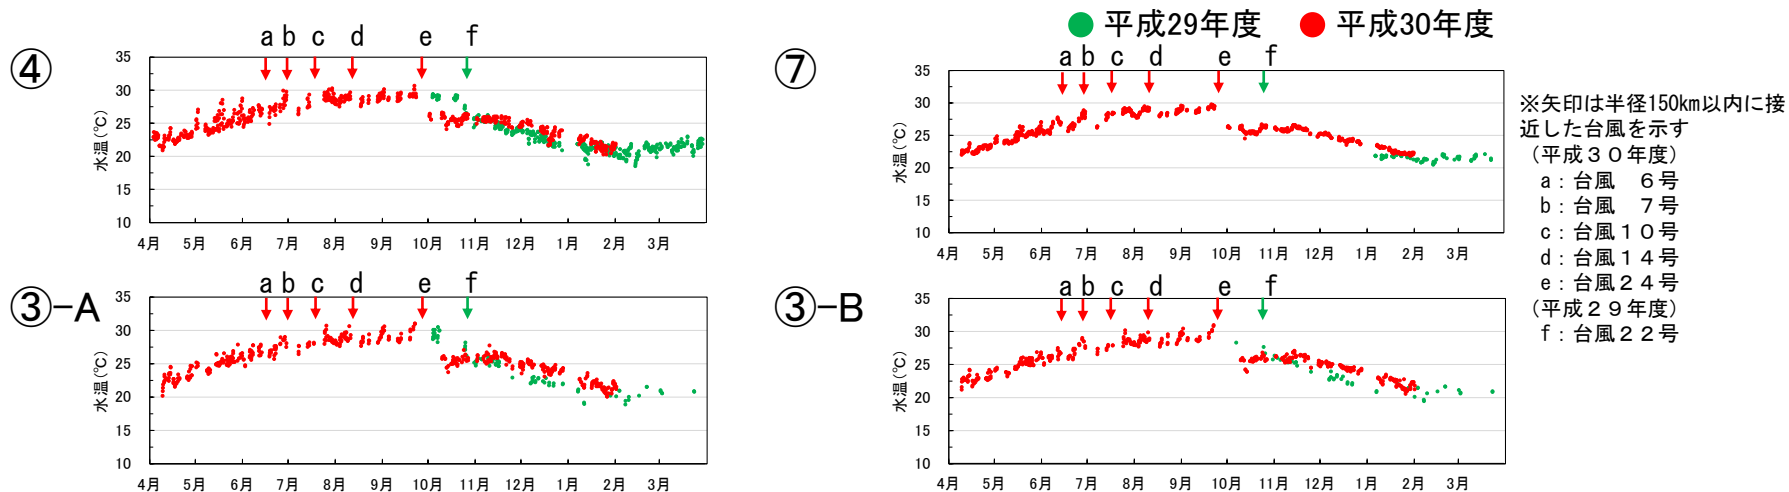 平成29年度 平成30年度
④
a b c d e f
水温(℃)
35
30
25
20
15
10
4月 5月 6月 7月 8月 9月 10月 11月 12月 1月 2月 3月
⑦
a b c d e f
水温(℃)
35
30
25
20
15
10
4月 5月 6月 7月 8月 9月 10月 11月 12月 1月 2月 3月
③-A
a b c d e f
水温(℃)
35
30
25
20
15
10
4月 5月 6月 7月 8月 9月 10月 11月 12月 1月 2月 3月
③-B
a b c d e f
水温(℃)
35
30
25
20
15
10
4月 5月 6月 7月 8月 9月 10月 11月 12月 1月 2月 3月
※矢印は半径150km以内に接
近した台風を示す
(平成30年度)
a:台風 6号
b:台風 7号
c:台風10号
d:台風14号
e:台風24号
(平成29年度)
f:台風22号